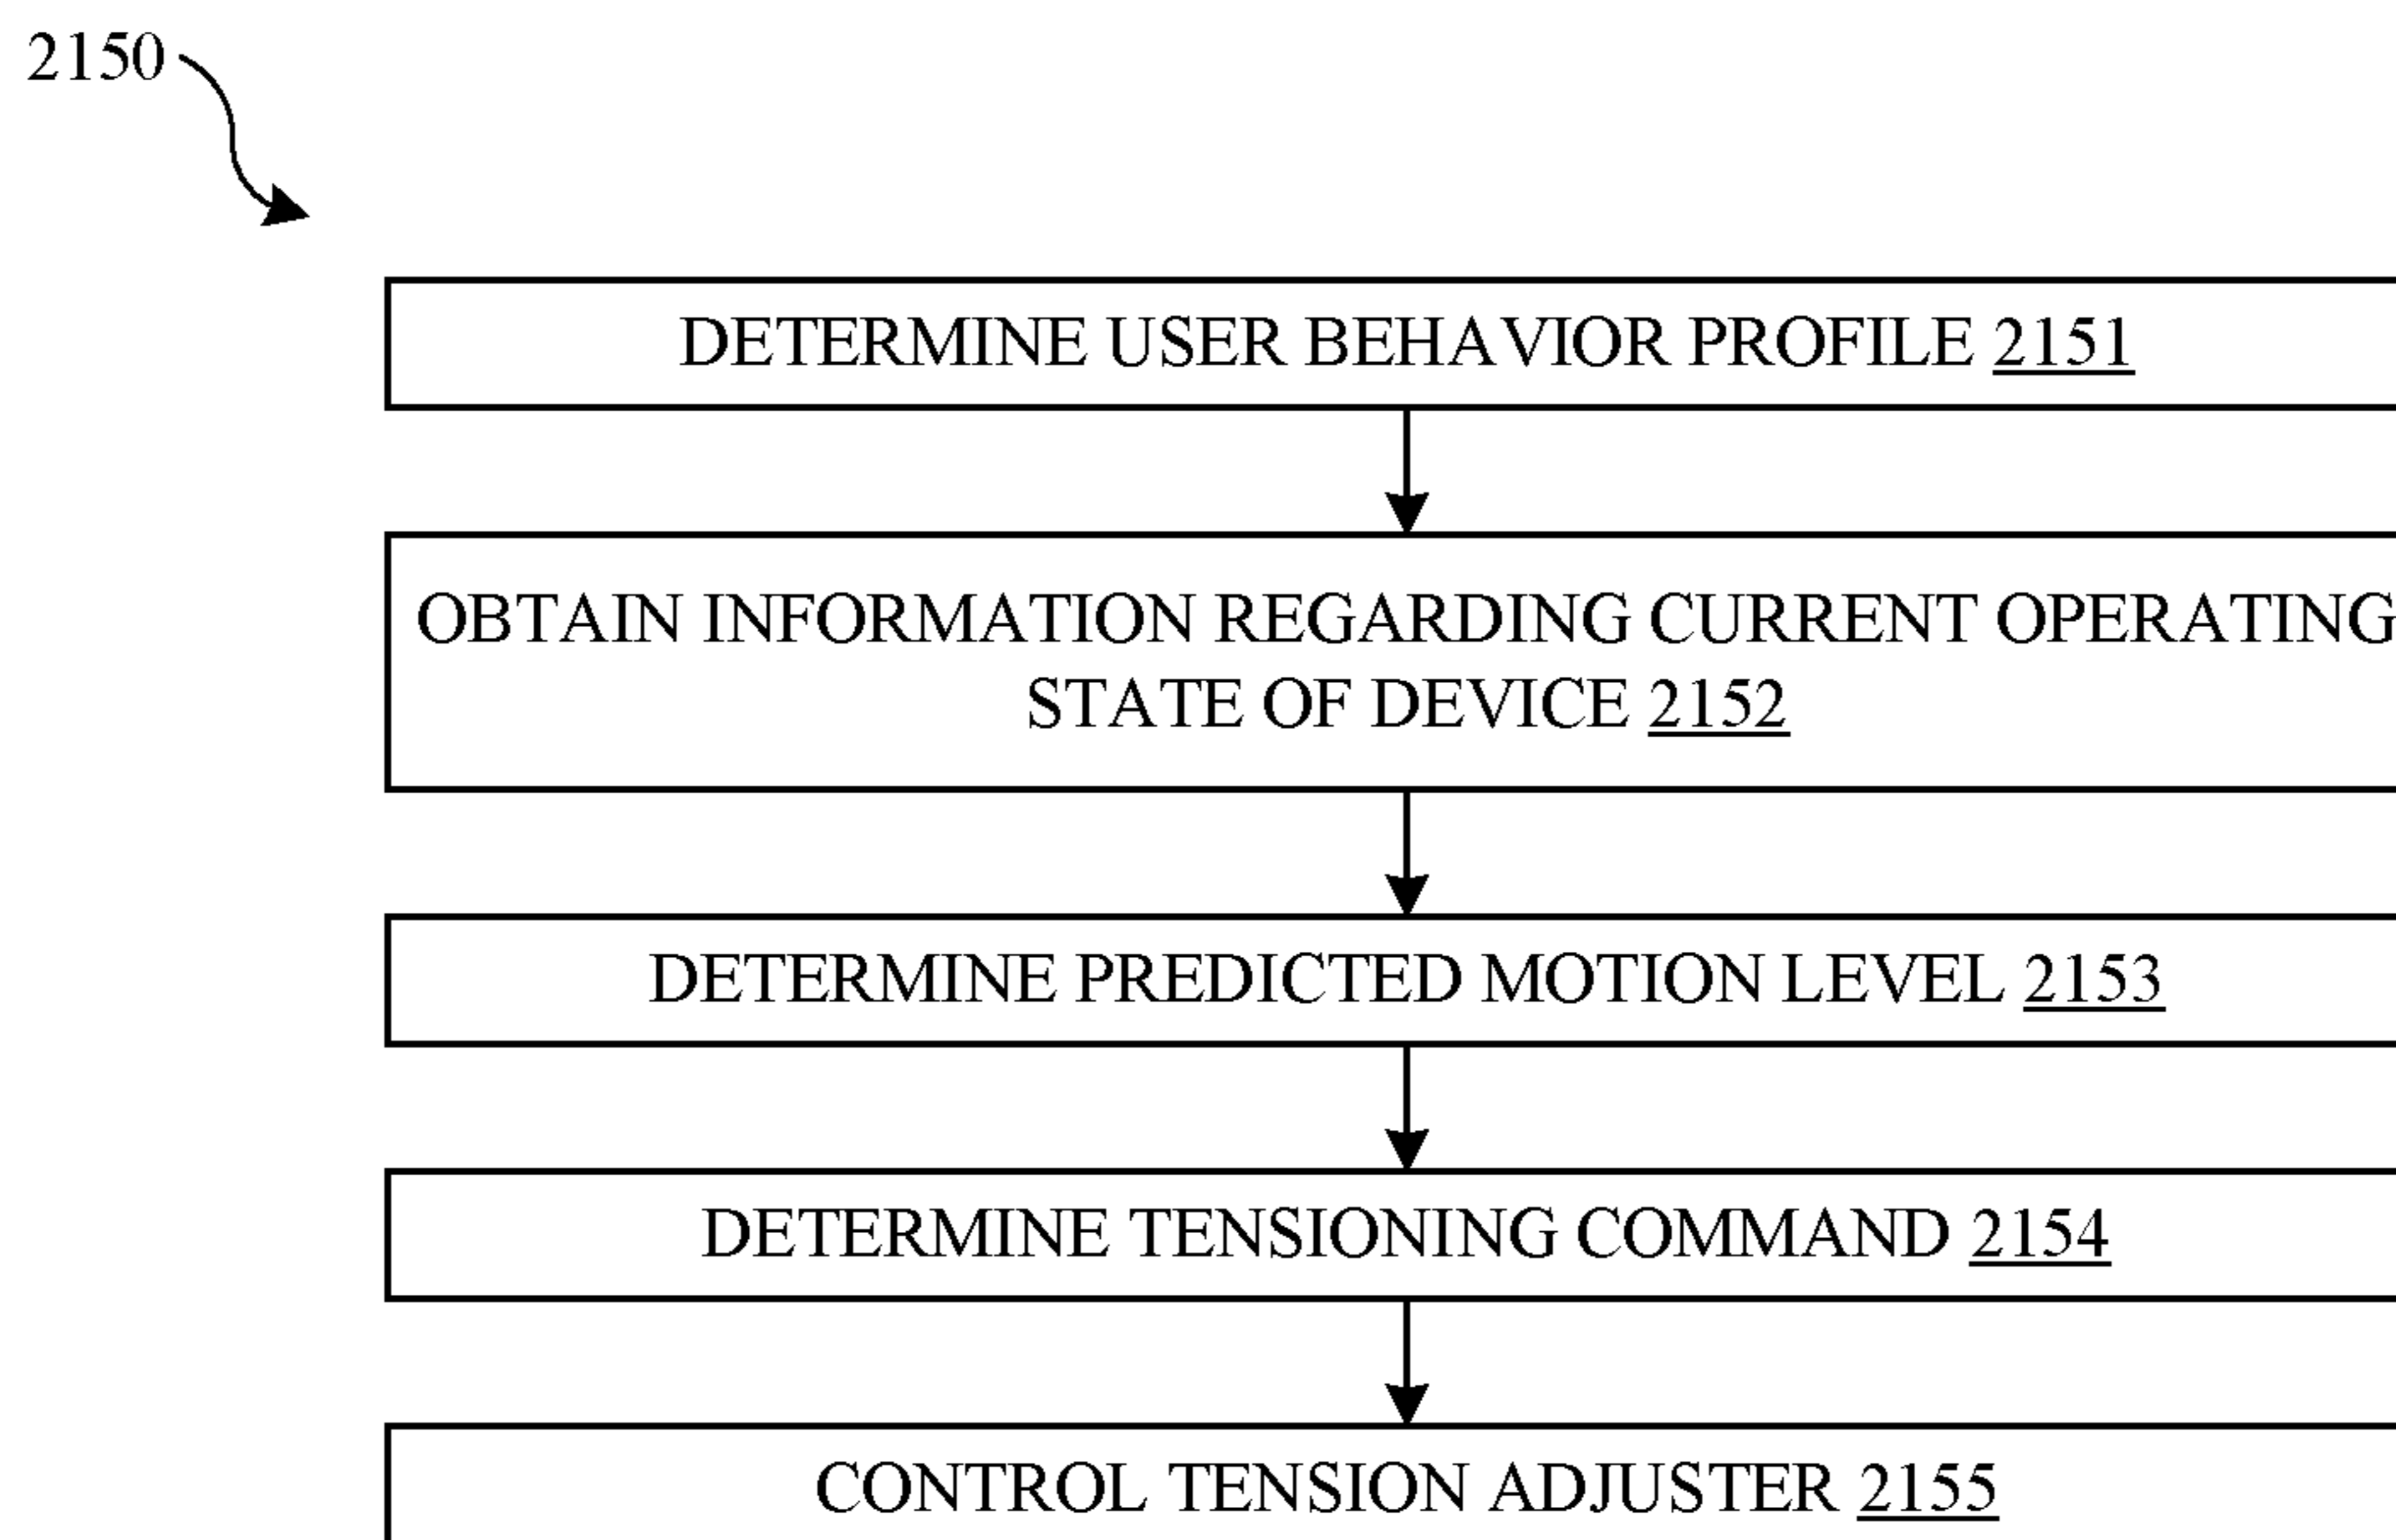 2150
DETERMINE USER BEHAVIOR PROFILE 2151
OBTAIN INFORMATION REGARDING CURRENT OPERATING
STATE OF DEVICE 2152
DETERMINE PREDICTED MOTION LEVEL 2153
DETERMINE TENSIONING COMMAND 2154
CONTROL TENSION ADJUSTER 2155